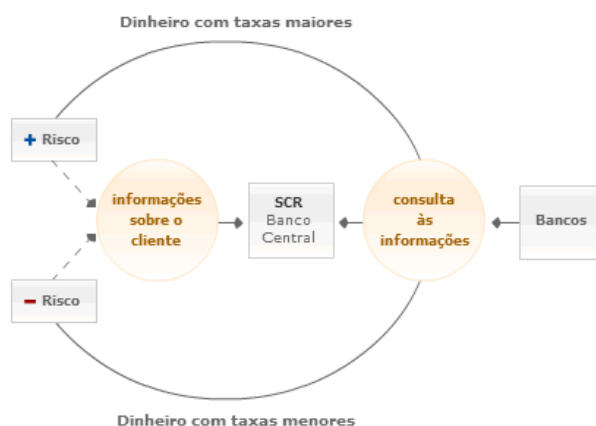 Dinheiro com taxas maiores
+ Risco
informações
sobre o
cliente
SCR
Banco
Central
consulta
às
informações
Bancos
− Risco
Dinheiro com taxas menores